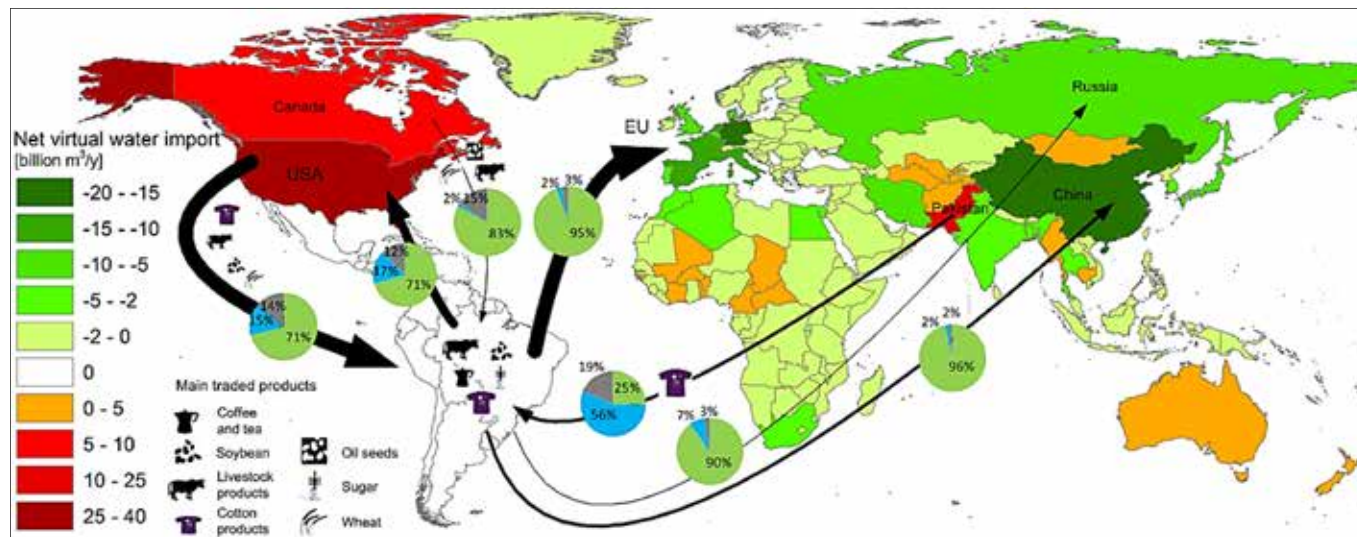 Net virtual water import
[billion m³/y]
-20 - -15
-15 - -10
-10 - -5
-5 - -2
-2 - 0
0
0 - 5
5 - 10
10 - 25
25 - 40
Canada
USA
EU
Russia
China
Pakistan
2%
15%
83%
2%
3%
95%
12%
17%
71%
14%
15%
71%
19%
25%
56%
7%
3%
90%
2%
2%
96%
Main traded products
Coffee
and tea
Soybean
Livestock
products
Cotton
products
Oil seeds
Sugar
Wheat